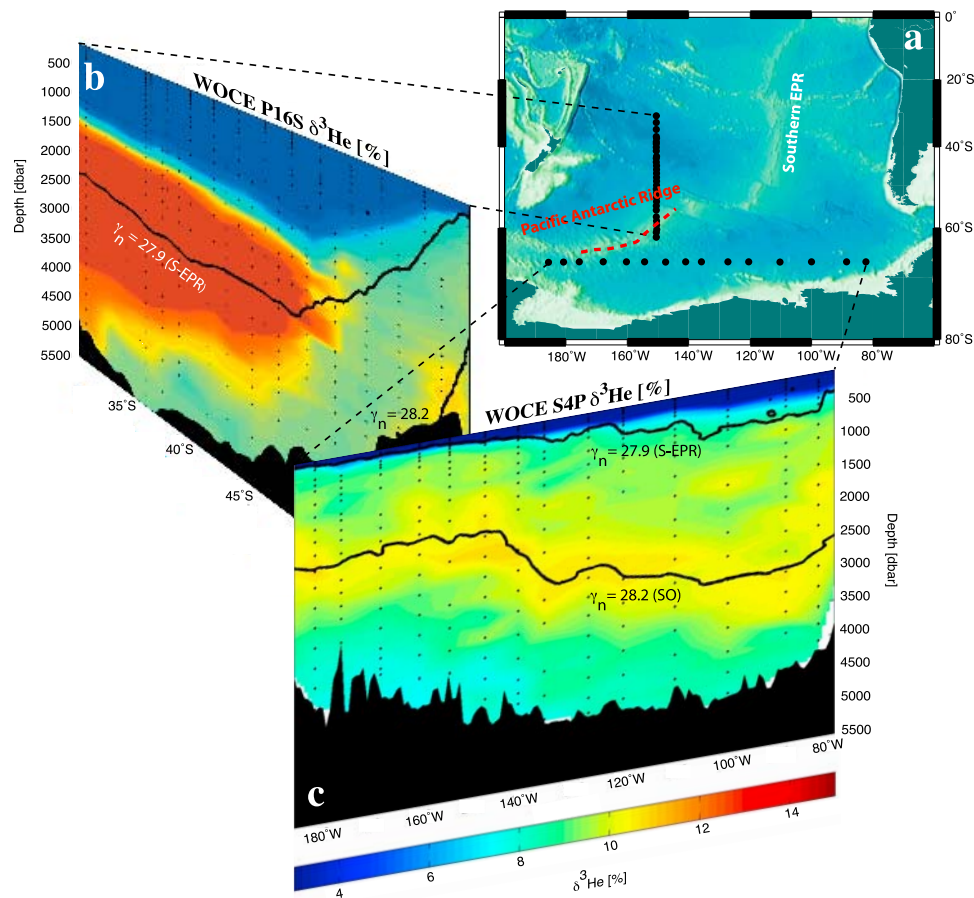 a
0°
20°S
40°S
60°S
80°S
180°W
160°W
140°W
120°W
100°W
80°W
Southern EPR
Pacific Antarctic Ridge
b
WOCE P16S δ³He [%]
Depth [dbar]
500
1000
1500
2000
2500
3000
3500
4000
4500
5000
5500
γn = 27.9 (S-EPR)
γn = 28.2
35°S
40°S
45°S
WOCE S4P δ³He [%]
γn = 27.9 (S-EPR)
γn = 28.2 (SO)
500
1000
1500
2000
2500
3000
3500
4000
4500
5000
5500
Depth [dbar]
c
180°W
160°W
140°W
120°W
100°W
80°W
4
6
8
10
12
14
δ³He [%]